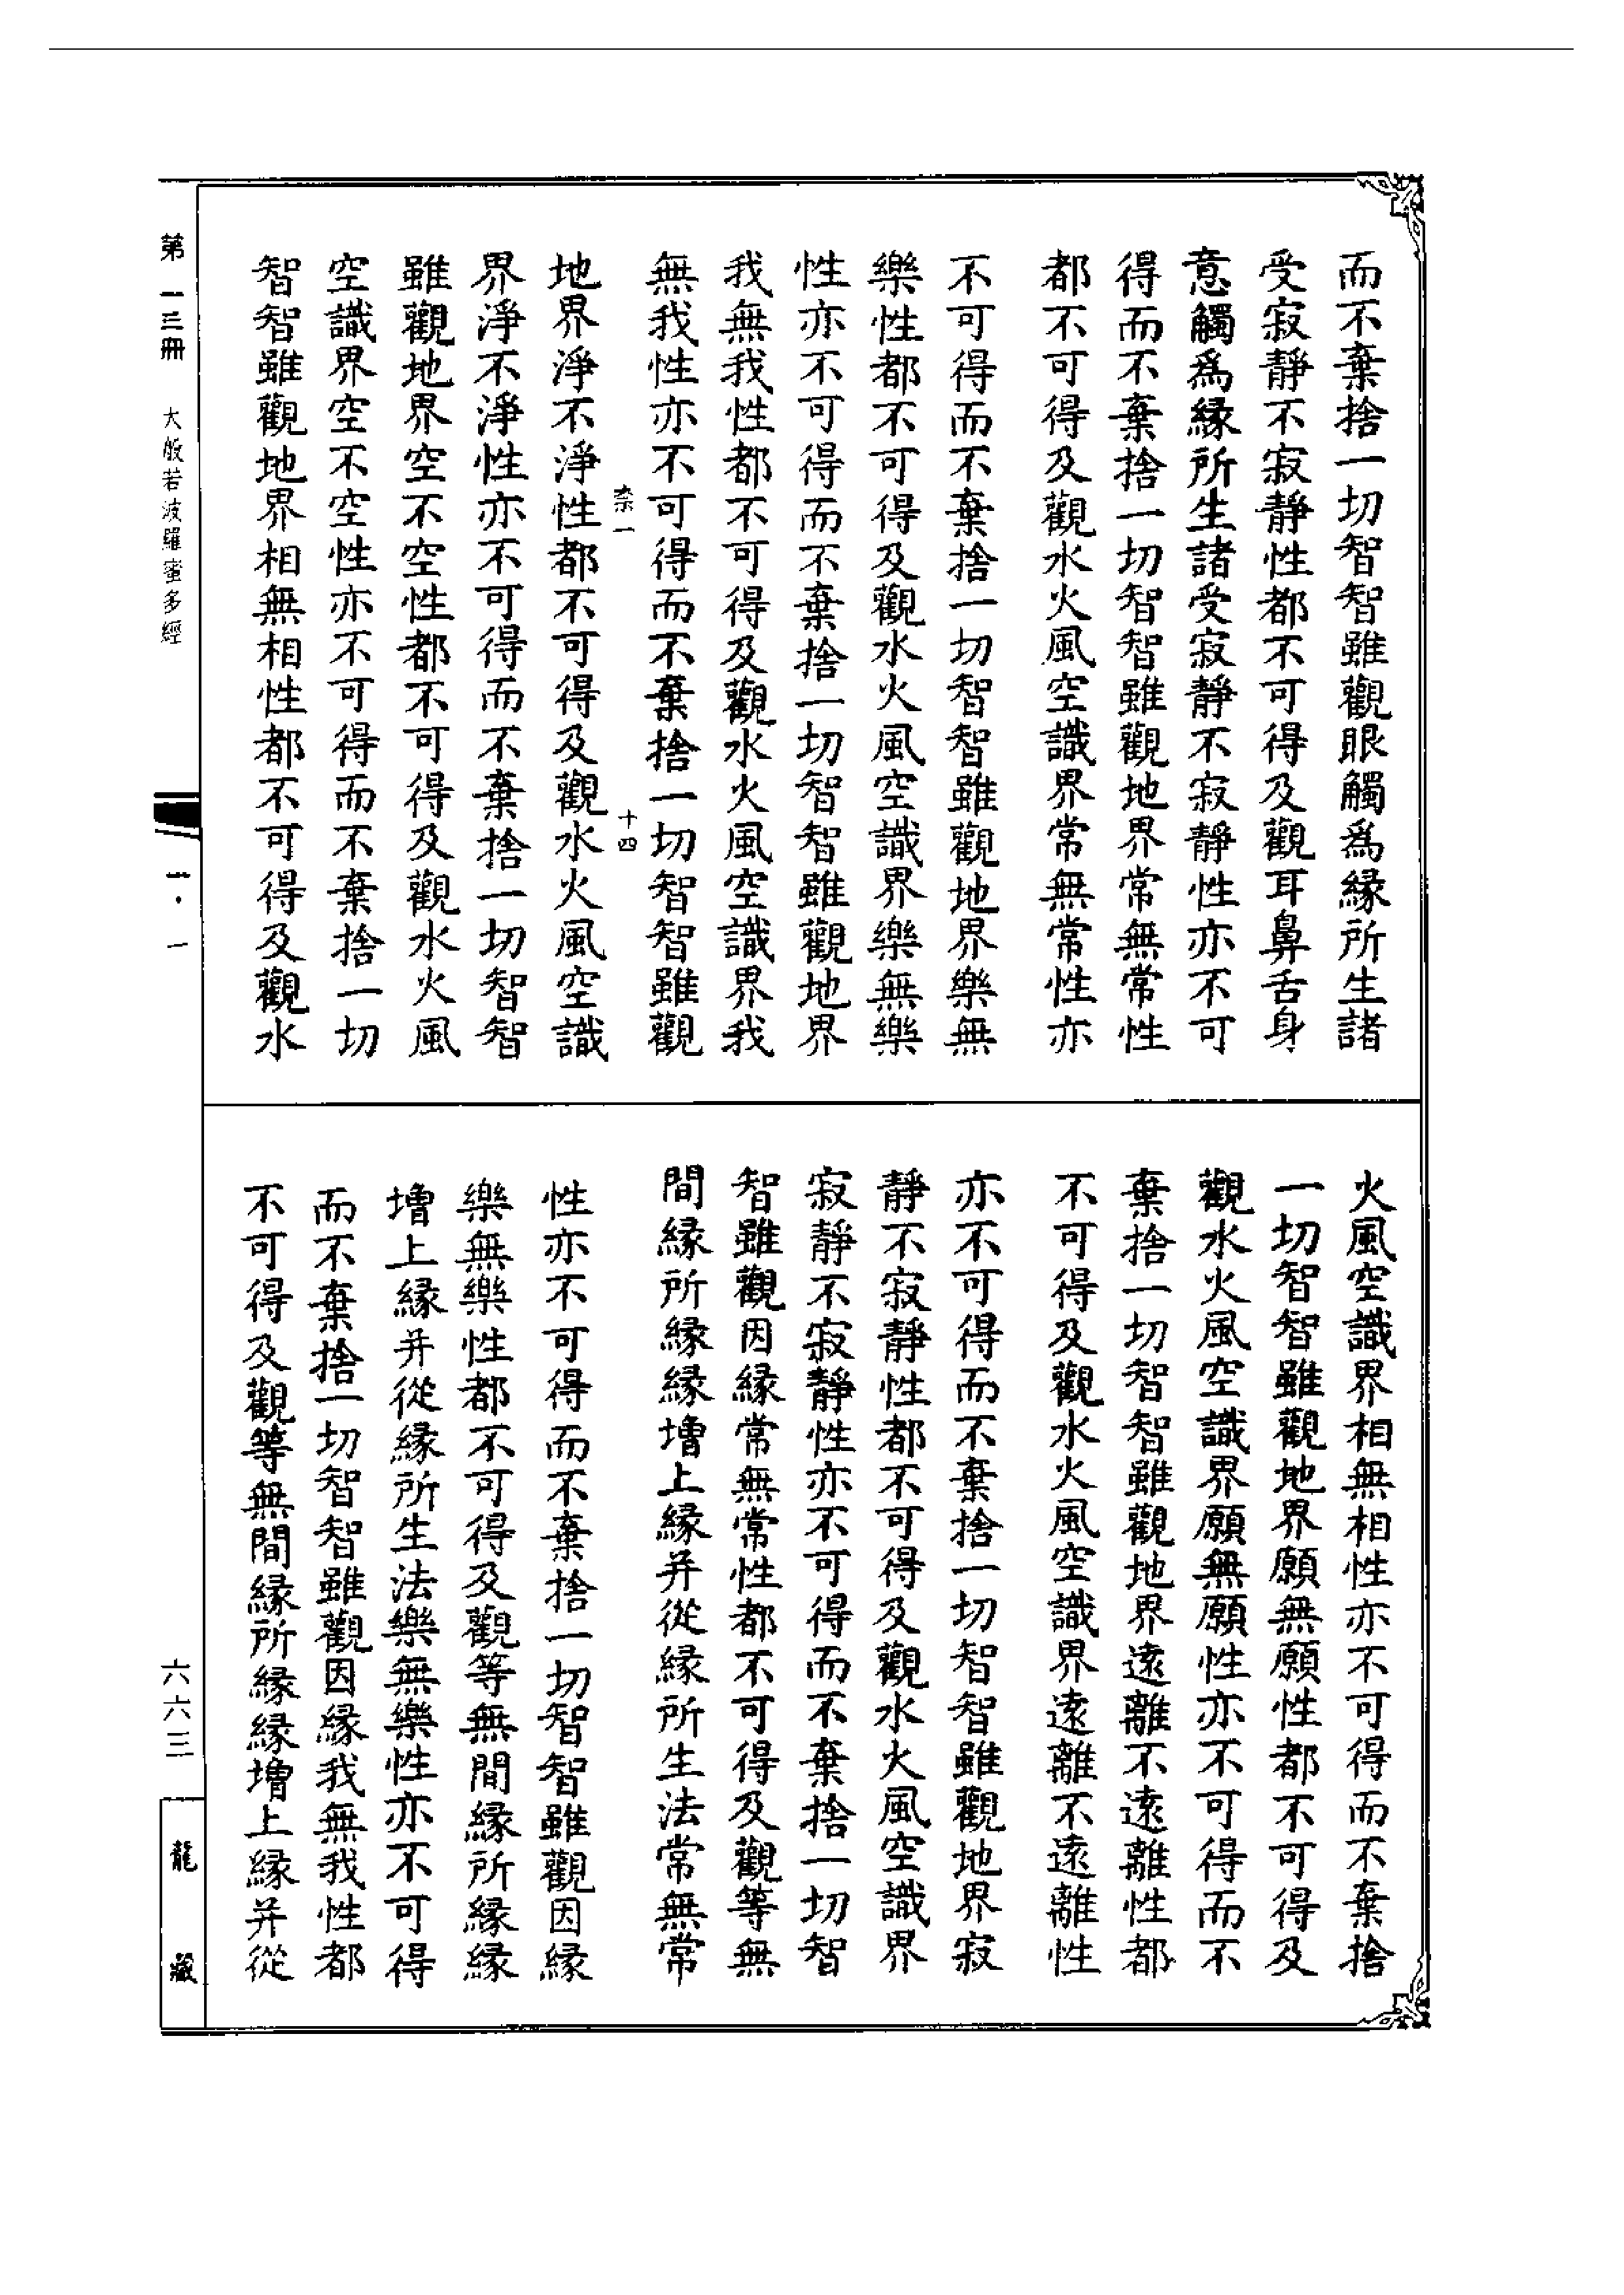 而不棄捨一切智智雖觀眼觸爲縁所生諸
受寂靜不寂靜性都不可得及觀耳鼻舌身
意觸爲縁所生諸受寂靜不寂靜性亦不可
得而不棄捨一切智智雖觀地界常無常性
都不可得及觀水火風空識界常無常性亦
不可得而不棄捨一切智智雖觀地界樂無
樂性都不可得及觀水火風空識界樂無樂
性亦不可得而不棄捨一切智智雖觀地界
我無我性都不可得及觀水火風空識界我
無我性亦不可得而不棄捨一切智智雖觀
柰一 十四
地界淨不淨性都不可得及觀水火風空識
界淨不淨性亦不可得而不棄捨一切智智
雖觀地界空不空性都不可得及觀水火風
空識界空不空性亦不可得而不棄捨一切
智智雖觀地界相無相性都不可得及觀水
火風空識界相無相性亦不可得而不棄捨
一切智智雖觀地界願無願性都不可得及
觀水火風空識界願無願性亦不可得而不
棄捨一切智智雖觀地界遠離不遠離性都
不可得及觀水火風空識界遠離不遠離性
亦不可得而不棄捨一切智智雖觀地界寂
靜不寂靜性都不可得及觀水火風空識界
寂靜不寂靜性亦不可得而不棄捨一切智
智雖觀因縁常無常性都不可得及觀等無
間縁所縁縁增上縁并從縁所生法常無常
性亦不可得而不棄捨一切智智雖觀因縁
樂無樂性都不可得及觀等無間縁所縁縁
增上縁并從縁所生法樂無樂性亦不可得
而不棄捨一切智智雖觀因縁我無我性都
不可得及觀等無間縁所縁縁增上縁并從
第一三冊 大般若波羅蜜多經
六六三
龍藏